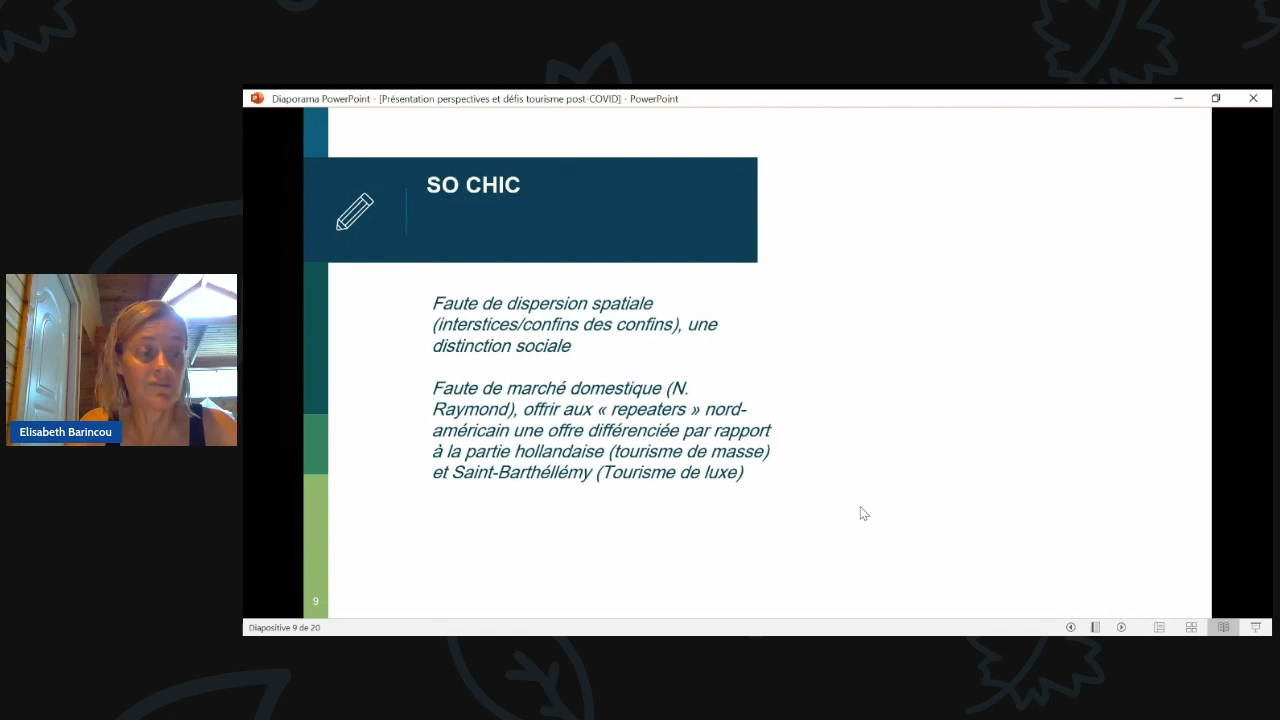 Diaporama PowerPoint - [Présentation perspectives et défis tourisme post-COVID] - PowerPoint
SO CHIC
Faute de dispersion spatiale
(interstices/confins des confins), une
distinction sociale
Faute de marché domestique (N.
Raymond), offrir aux « repeaters » nord-
américain une offre différenciée par rapport
à la partie hollandaise (tourisme de masse)
et Saint-Barthéllémy (Tourisme de luxe)
Elisabeth Barincou
9
Diapositive 9 de 20